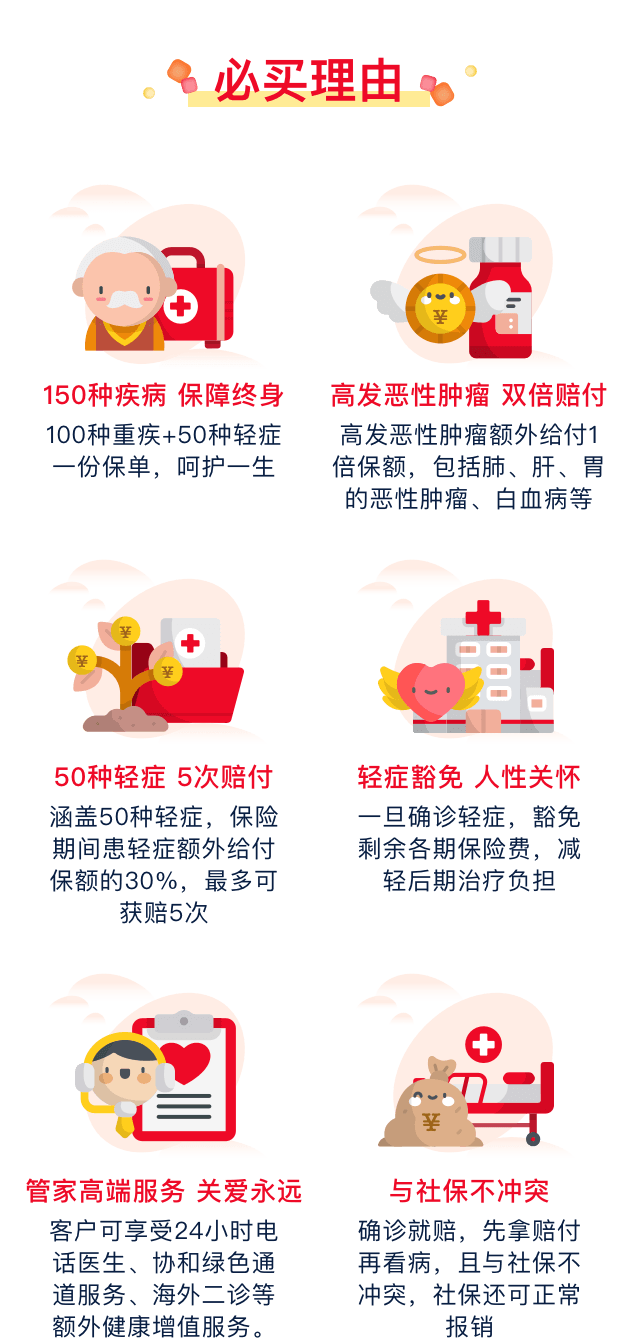 必买理由
150种疾病 保障终身
100种重疾+50种轻症
一份保单，呵护一生
高发恶性肿瘤 双倍赔付
高发恶性肿瘤额外给付1
倍保额，包括肺、肝、胃
的恶性肿瘤、白血病等
¥
50种轻症 5次赔付
涵盖50种轻症，保险
期间患轻症额外给付
保额的30%，最多可
获赔5次
¥
¥
¥
轻症豁免 人性关怀
一旦确诊轻症，豁免
剩余各期保险费，减
轻后期治疗负担
管家高端服务 关爱永远
客户可享受24小时电
话医生、协和绿色通
道服务、海外二诊等
额外健康增值服务。
¥
与社保不冲突
确诊就赔，先拿赔付
再看病，且与社保不
冲突，社保还可正常
报销